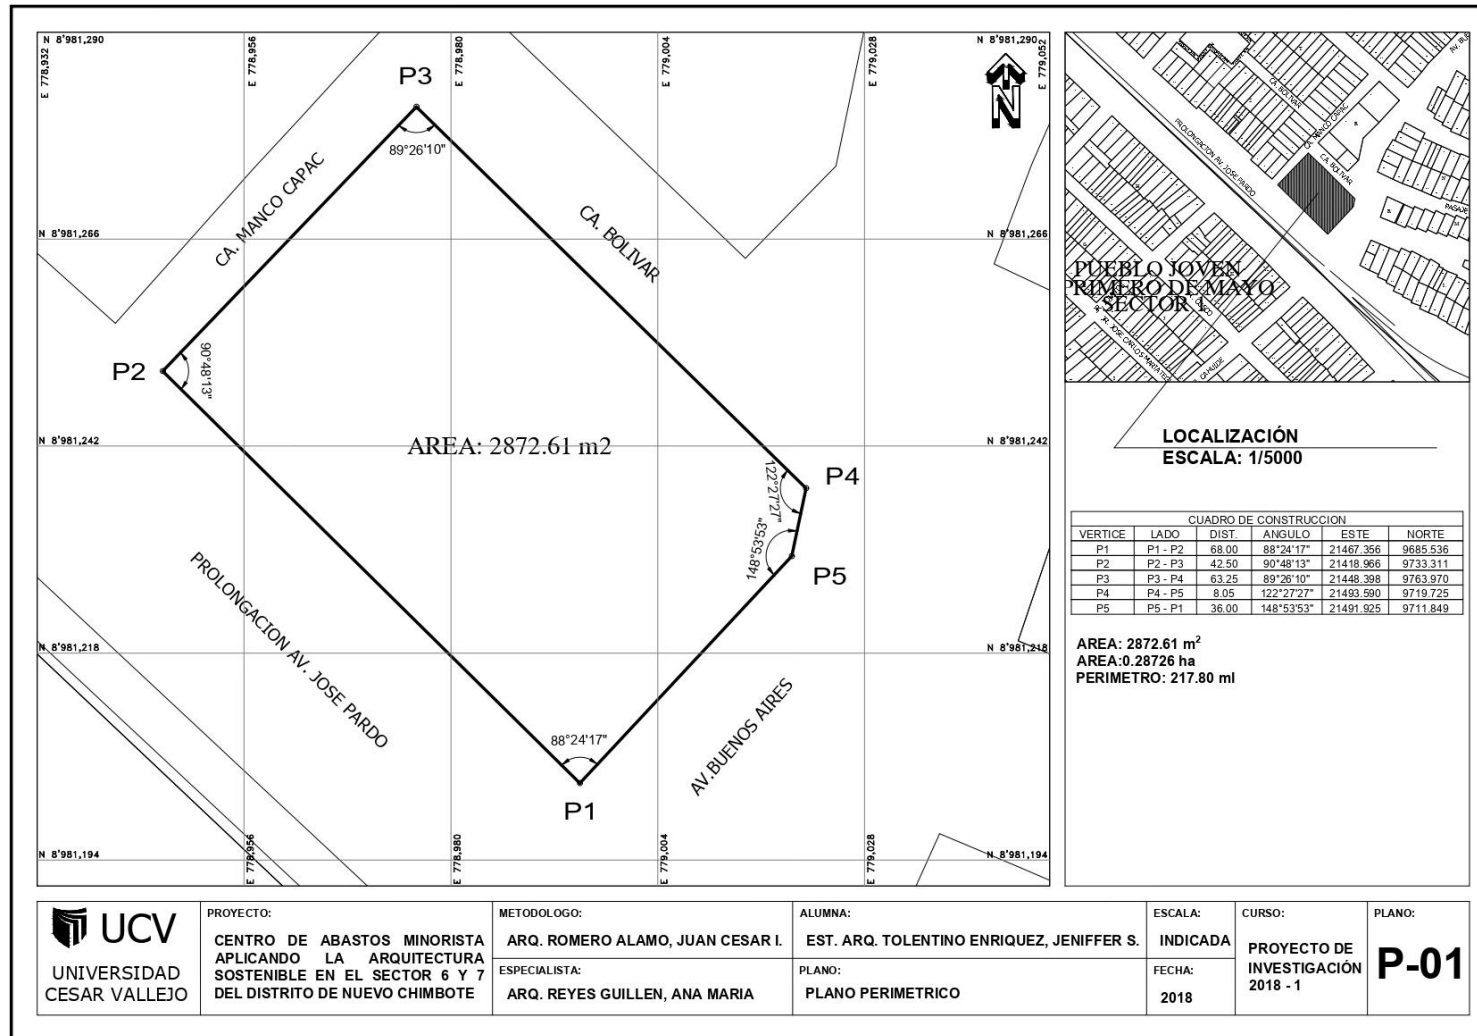 N 8'981,290
E 778,932
E 778,956
E 778,980
E 779,004
E 779,028
N 8'981,290
E 779,052
P3
N
89°26'10"
CA. MANCO CAPAC
CA. BOLIVAR
N 8'981,266
N 8'981,266
P2
90°48'13"
N 8'981,242
AREA: 2872.61 m2
N 8'981,242
122°27'27"
P4
148°53'53"
P5
PROLONGACION AV. JOSE PARDO
N 8'981,218
N 8'981,218
AV.BUENOS AIRES
88°24'17"
P1
N 8'981,194
E 778,956
E 778,980
E 779,004
E 779,028
N 8'981,194
CA. BOLIVAR
CA. MANCO CAPAC
CA. BOLIVAR
PROLONGACION AV. JOSE PARDO
PASAJE
PUEBLO JOVEN
PRIMERO DE MAYO
SECTOR 1
CUSCO
CAHUIDE
LOCALIZACIÓN
ESCALA: 1/5000
CUADRO DE CONSTRUCCION
VERTICE LADO DIST. ANGULO ESTE NORTE
P1 P1 - P2 68.00 88°24'17" 21467.356 9685.536
P2 P2 - P3 42.50 90°48'13" 21418.966 9733.311
P3 P3 - P4 63.25 89°26'10" 21448.398 9763.970
P4 P4 - P5 8.05 122°27'27" 21493.590 9719.725
P5 P5 - P1 36.00 148°53'53" 21491.925 9711.849
AREA: 2872.61 m²
AREA:0.28726 ha
PERIMETRO: 217.80 ml
UCV
UNIVERSIDAD
CESAR VALLEJO
PROYECTO:
CENTRO DE ABASTOS MINORISTA
APLICANDO LA ARQUITECTURA
SOSTENIBLE EN EL SECTOR 6 Y 7
DEL DISTRITO DE NUEVO CHIMBOTE
METODOLOGO:
ARQ. ROMERO ALAMO, JUAN CESAR I.
ESPECIALISTA:
ARQ. REYES GUILLEN, ANA MARIA
ALUMNA:
EST. ARQ. TOLENTINO ENRIQUEZ, JENIFFER S.
PLANO:
PLANO PERIMETRICO
ESCALA:
INDICADA
FECHA:
2018
CURSO:
PROYECTO DE
INVESTIGACIÓN
2018 - 1
PLANO:
P-01